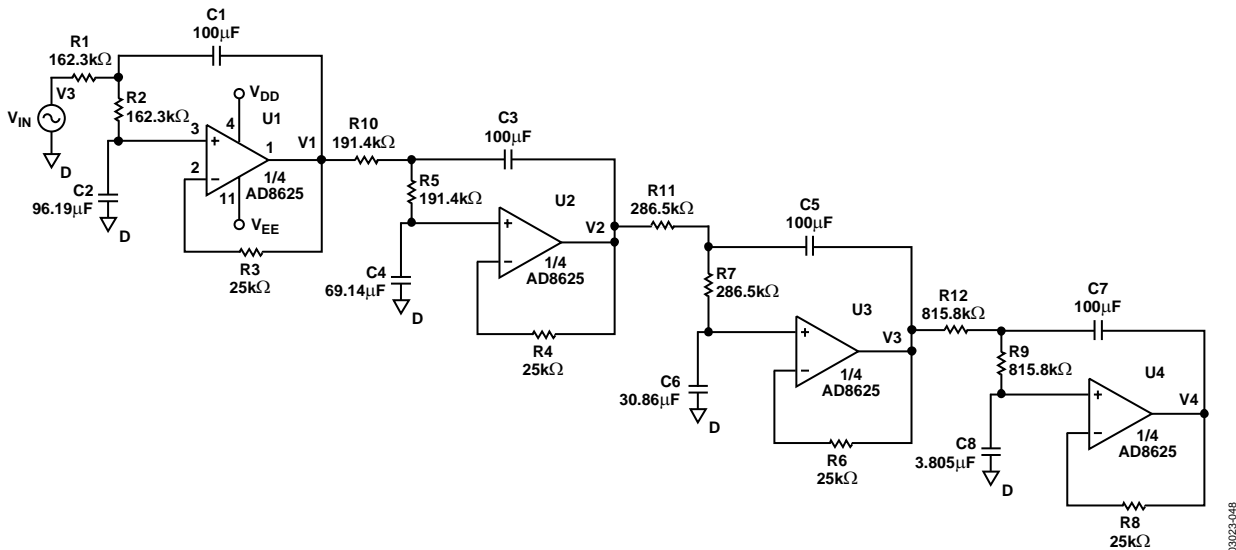 C1
100μF
R1
162.3kΩ
V3
VIN
D
R2
162.3kΩ
VDD
4
U1
3
+
1
V1
2
−
11
1/4
AD8625
VEE
C2
96.19μF
D
R3
25kΩ
R10
191.4kΩ
C3
100μF
R5
191.4kΩ
U2
+
−
V2
1/4
AD8625
C4
69.14μF
D
R4
25kΩ
R11
286.5kΩ
C5
100μF
R7
286.5kΩ
U3
+
−
V3
1/4
AD8625
C6
30.86μF
D
R6
25kΩ
R12
815.8kΩ
C7
100μF
R9
815.8kΩ
U4
+
−
V4
1/4
AD8625
C8
3.805μF
D
R8
25kΩ
03023-048